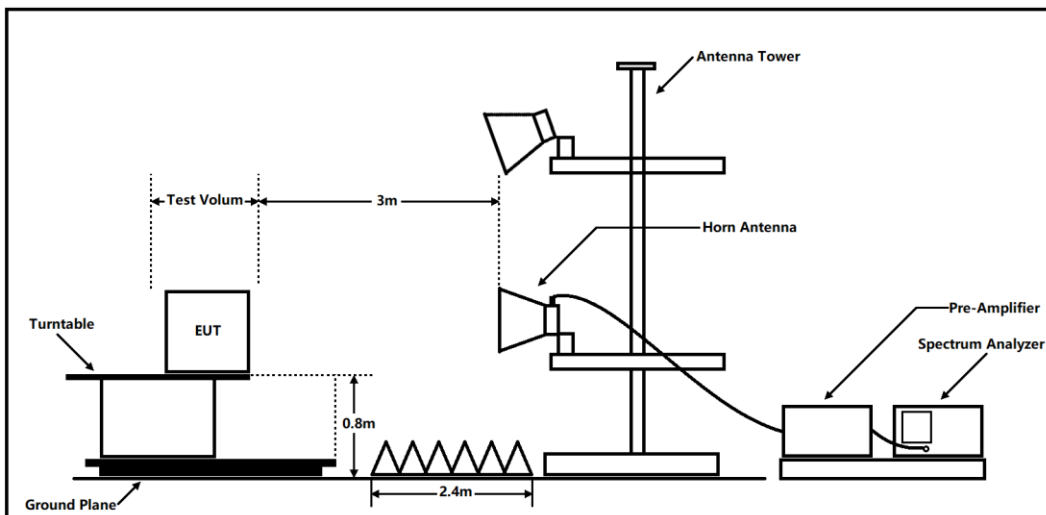 Antenna Tower
Test Volum
3m
Horn Antenna
EUT
Turntable
Pre-Amplifier
Spectrum Analyzer
0.8m
2.4m
Ground Plane